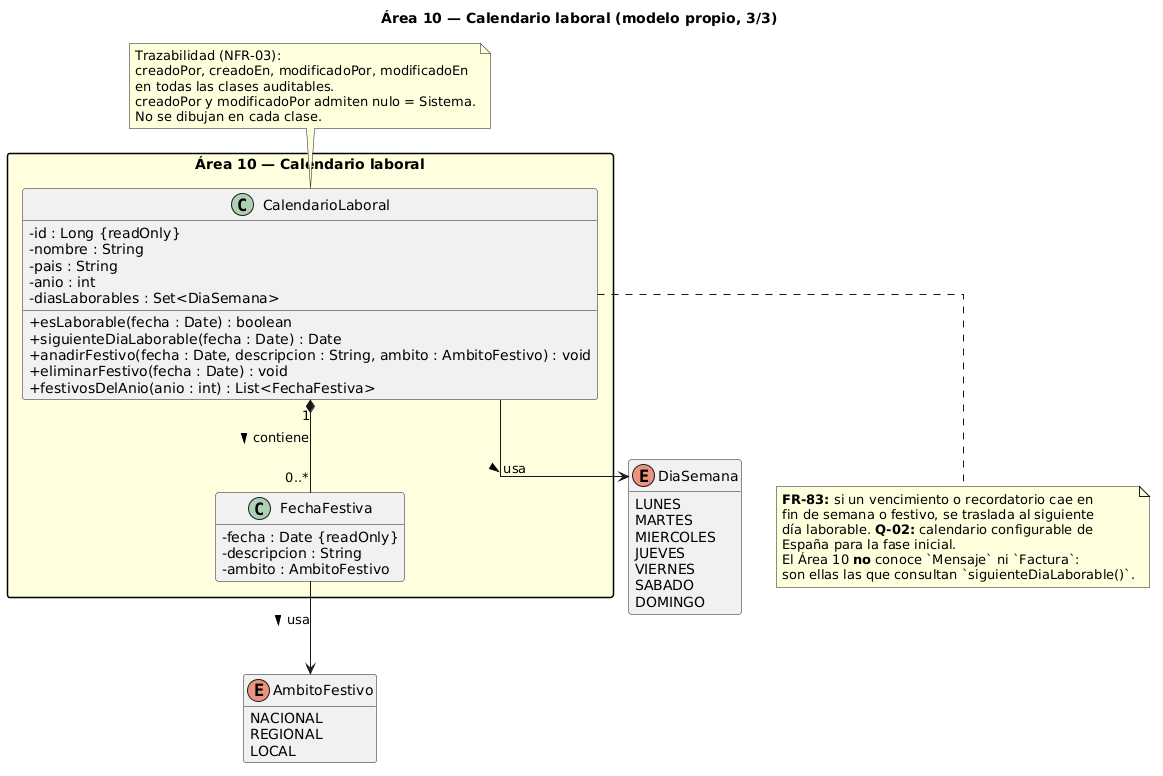 Área 10 — Calendario laboral (modelo propio, 3/3)
Trazabilidad (NFR-03):
creadoPor, creadoEn, modificadoPor, modificadoEn
en todas las clases auditables.
creadoPor y modificadoPor admiten nulo = Sistema.
No se dibujan en cada clase.
Área 10 — Calendario laboral
C CalendarioLaboral
-id : Long {readOnly}
-nombre : String
-pais : String
-anio : int
-diasLaborables : Set<DiaSemana>
+esLaborable(fecha : Date) : boolean
+siguienteDiaLaborable(fecha : Date) : Date
+anadirFestivo(fecha : Date, descripcion : String, ambito : AmbitoFestivo) : void
+eliminarFestivo(fecha : Date) : void
+festivosDelAnio(anio : int) : List<FechaFestiva>
1
contiene
0..*
usa
C FechaFestiva
-fecha : Date {readOnly}
-descripcion : String
-ambito : AmbitoFestivo
E DiaSemana
LUNES
MARTES
MIERCOLES
JUEVES
VIERNES
SABADO
DOMINGO
FR-83: si un vencimiento o recordatorio cae en
fin de semana o festivo, se traslada al siguiente
día laborable. Q-02: calendario configurable de
España para la fase inicial.
El Área 10 no conoce `Mensaje` ni `Factura`:
son ellas las que consultan `siguienteDiaLaborable()`.
usa
E AmbitoFestivo
NACIONAL
REGIONAL
LOCAL